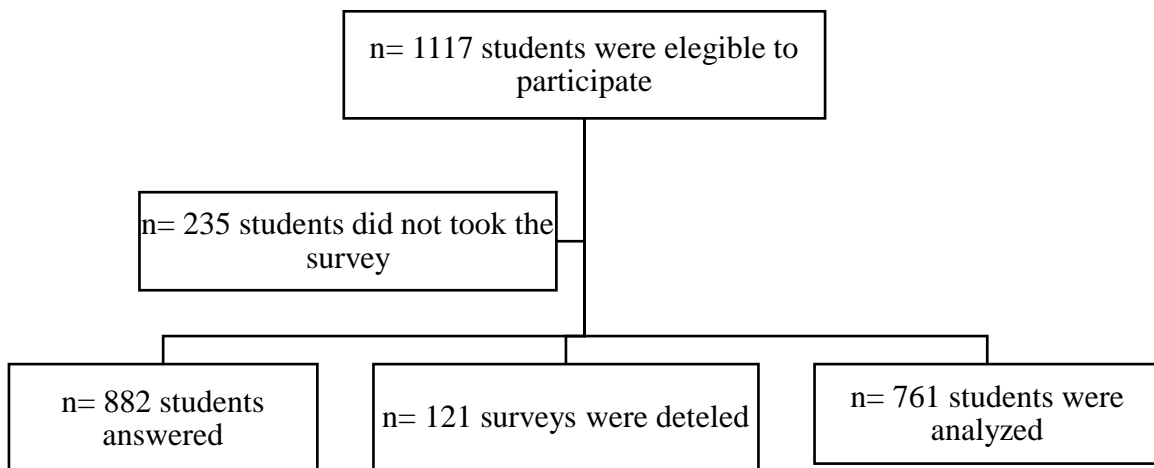 n= 1117 students were elegible to
participate
n= 235 students did not took the
survey
n= 882 students
answered
n= 121 surveys were deteled
n= 761 students were
analyzed